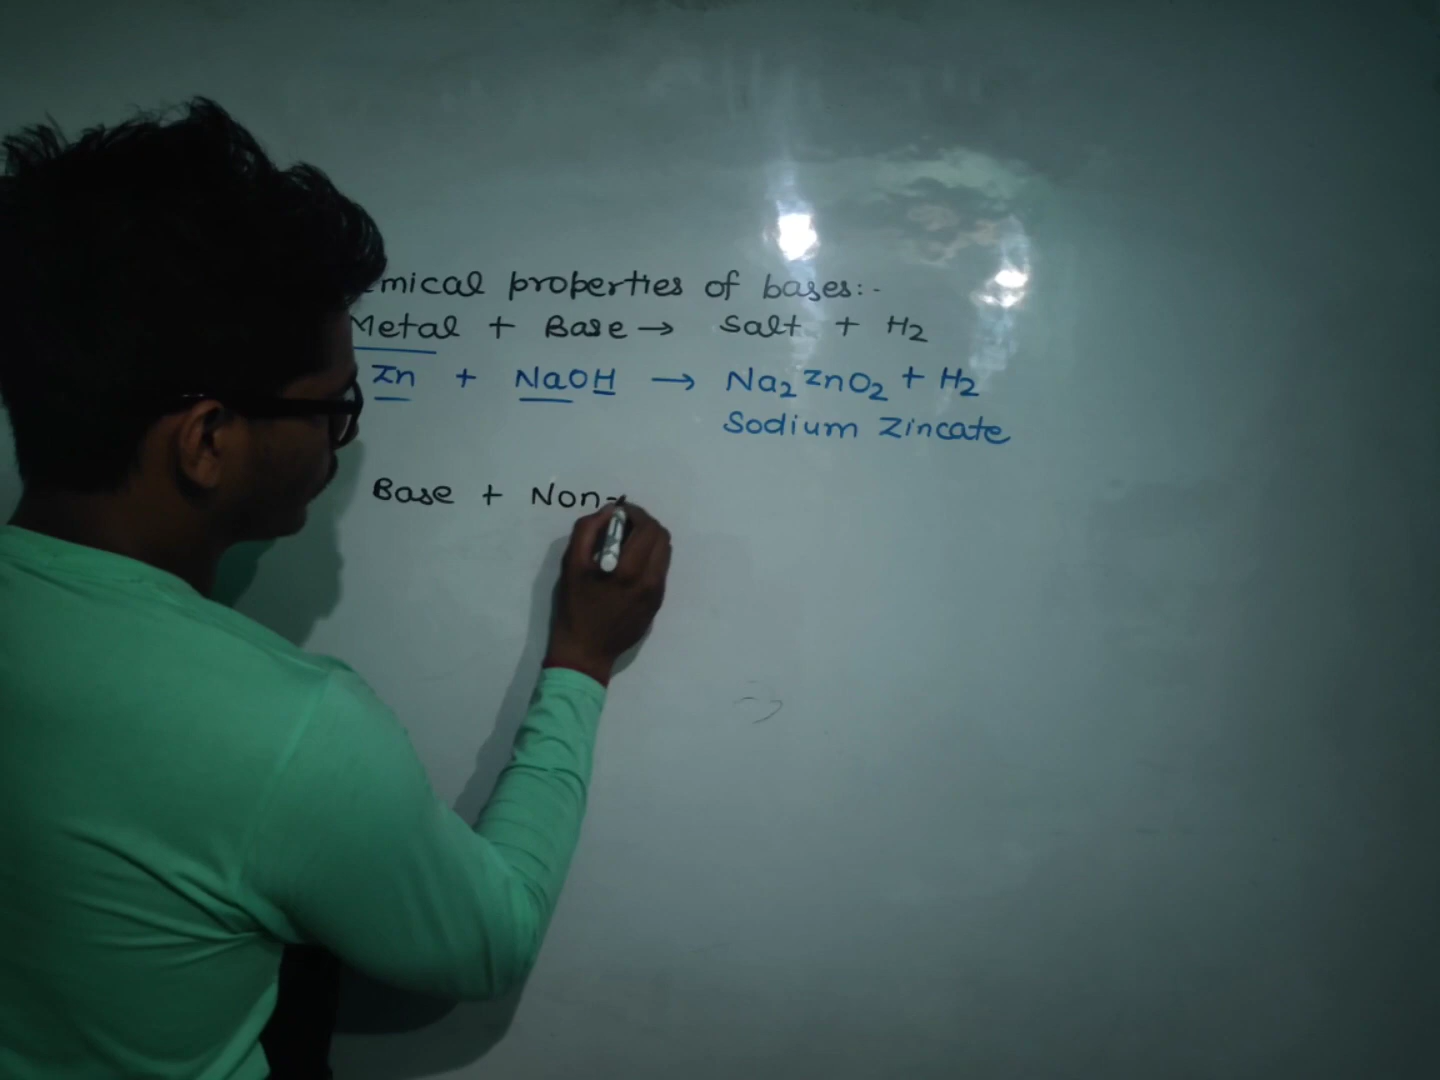 mical properties of bases:-
Metal + Base → Salt + H2
Zn + NaOH → Na2ZnO2 + H2
Sodium Zincate
Base + Non-